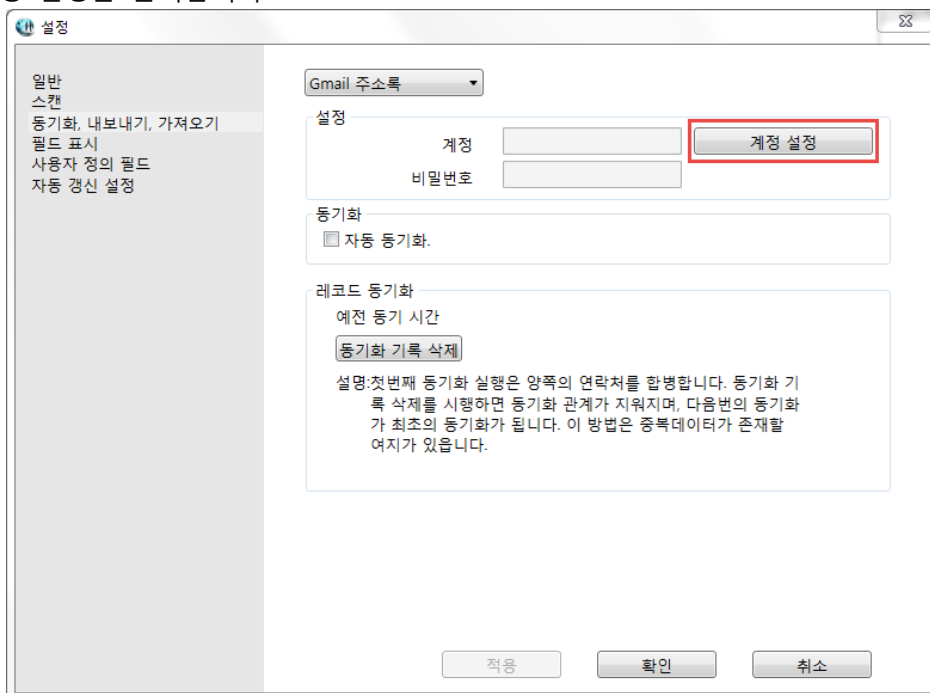 설정
일반
스캔
동기화, 내보내기, 가져오기
필드 표시
사용자 정의 필드
자동 갱신 설정
Gmail 주소록
설정
계정
계정 설정
비밀번호
동기화
자동 동기화.
레코드 동기화
예전 동기 시간
동기화 기록 삭제
설명:첫번째 동기화 실행은 양쪽의 연락처를 합병합니다. 동기화 기
록 삭제를 시행하면 동기화 관계가 지워지며, 다음번의 동기화
가 최초의 동기화가 됩니다. 이 방법은 중복데이터가 존재할
여지가 있읍니다.
적용
확인
취소